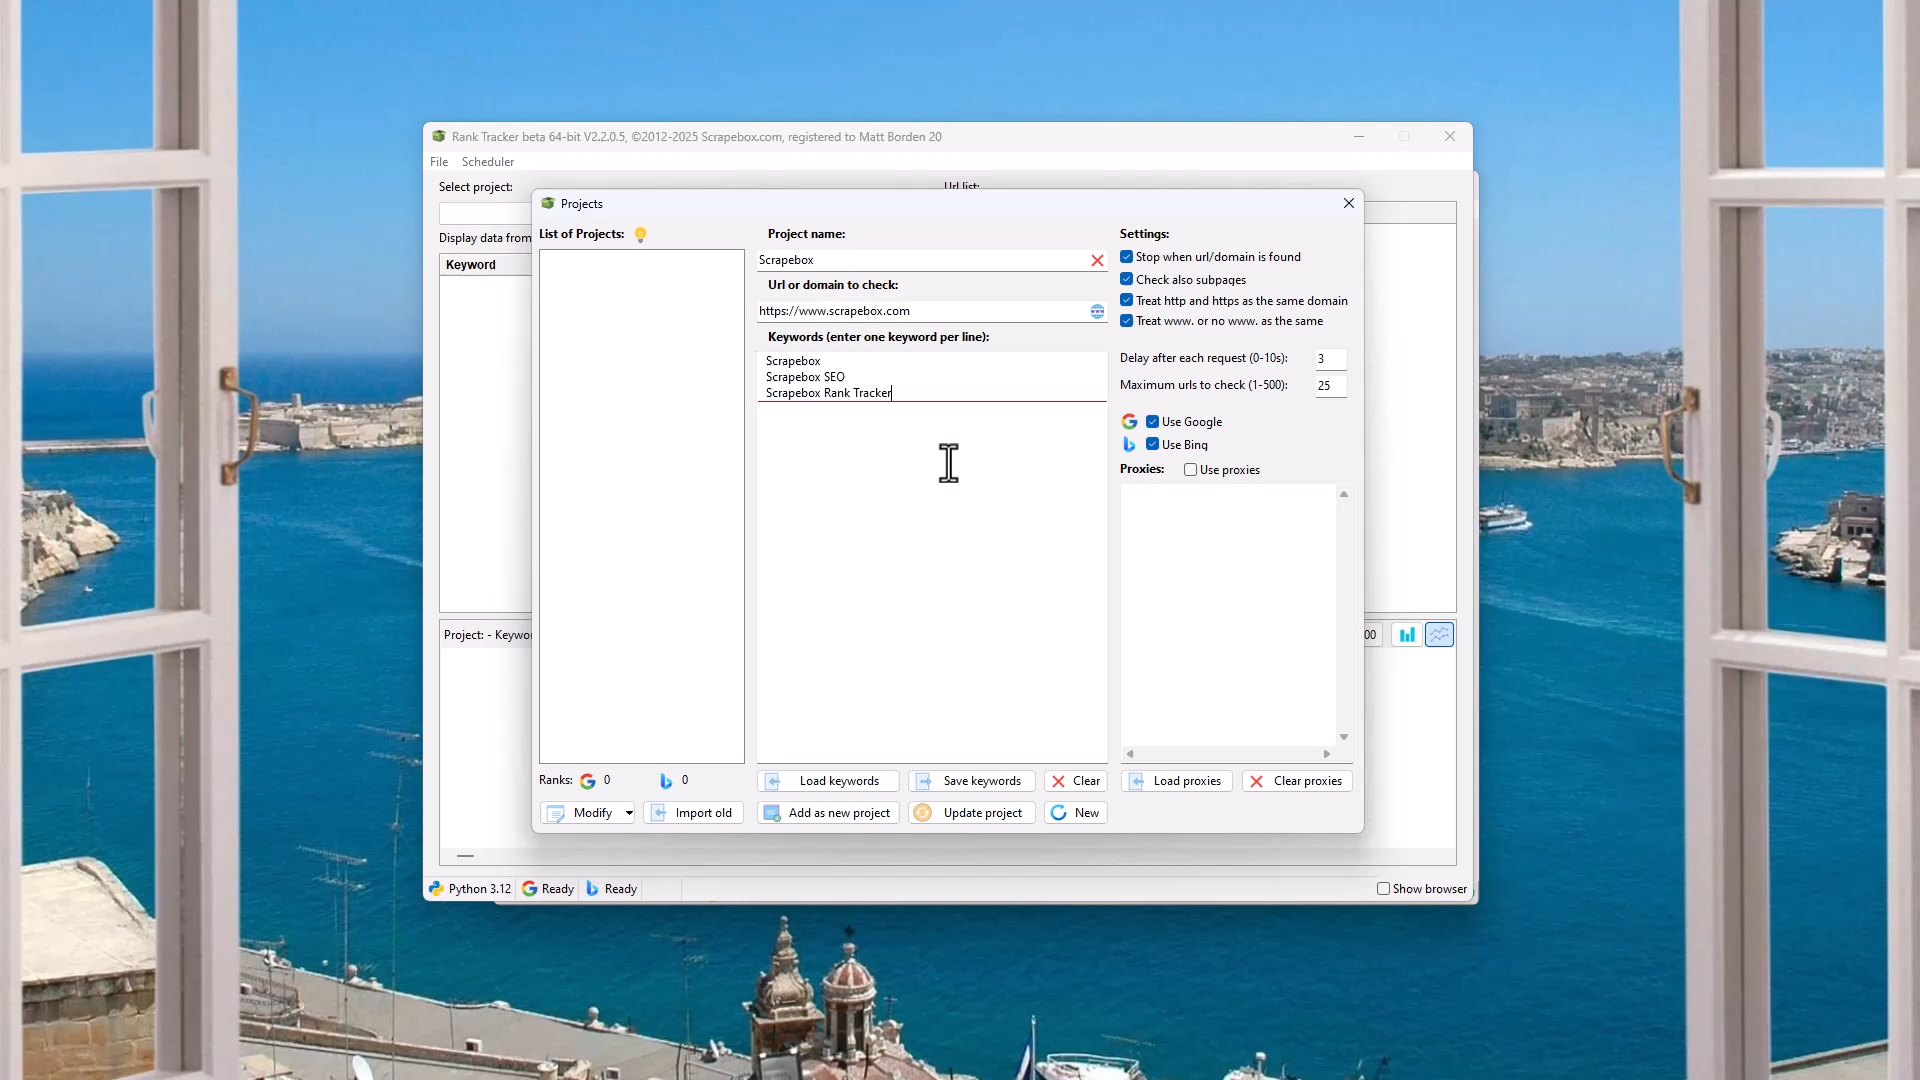 Rank Tracker beta 64-bit V2.2.0.5, ©2012-2025 Scrapebox.com, registered to Matt Borden 20
File Scheduler
Select project:
Url list:
Display data from
Keyword
Projects
List of Projects:
Project name:
Scrapebox
Url or domain to check:
https://www.scrapebox.com
Keywords (enter one keyword per line):
Scrapebox
Scrapebox SEO
Scrapebox Rank Tracker
Settings:
Stop when url/domain is found
Check also subpages
Treat http and https as the same domain
Treat www. or no www. as the same
Delay after each request (0-10s): 3
Maximum urls to check (1-500): 25
Use Google
Use Bing
Proxies: Use proxies
Project: - Keywo
00
Ranks: 0 0
Load keywords Save keywords Clear Load proxies Clear proxies
Modify Import old Add as new project Update project New
Python 3.12 Ready Ready Show browser